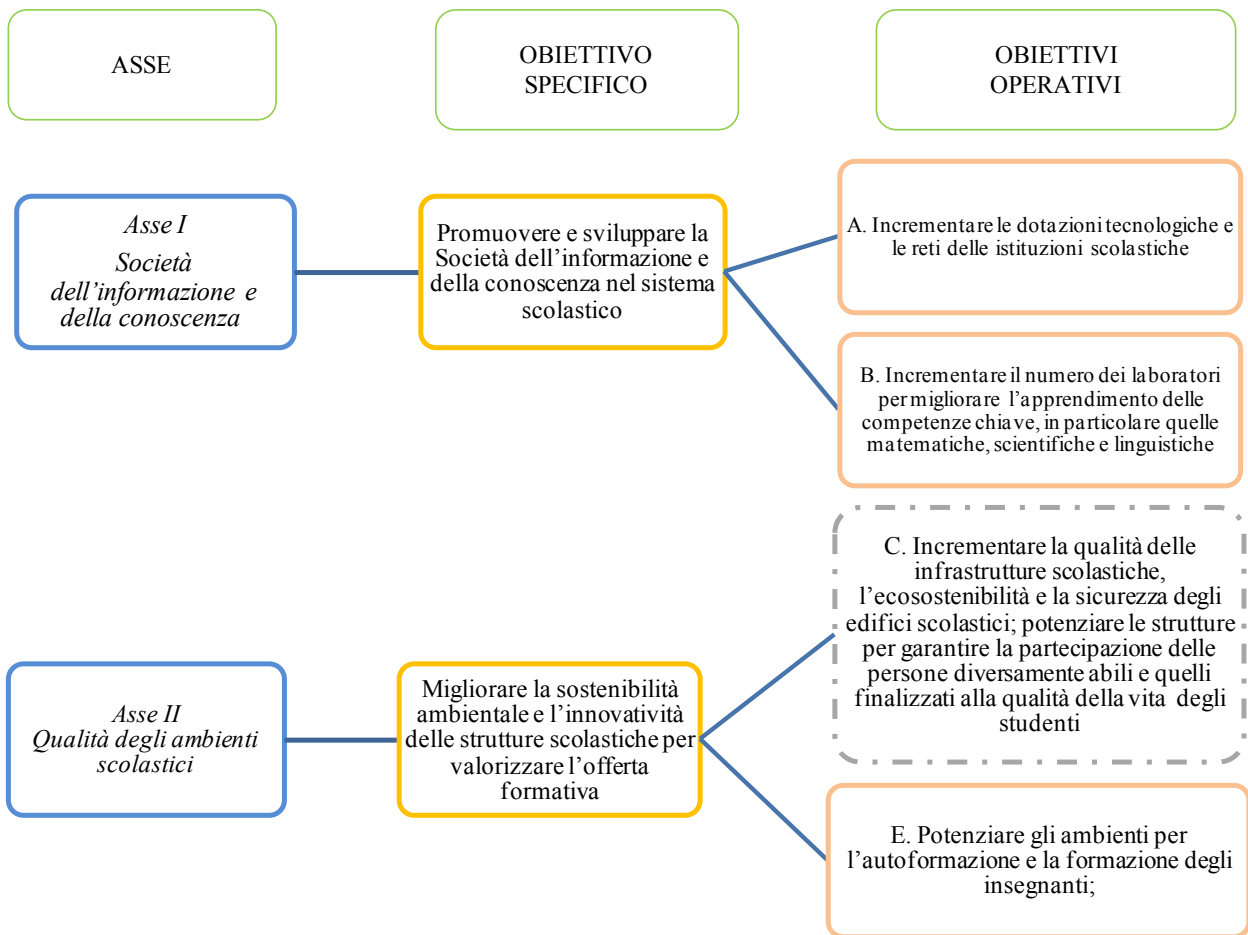 ASSE
OBIETTIVO
SPECIFICO
OBIETTIVI
OPERATIVI
Asse I
Società
dell’informazione e
della conoscenza
Promuovere e sviluppare la
Società dell’informazione e
della conoscenza nel sistema
scolastico
A. Incrementare le dotazioni tecnologiche e
le reti delle istituzioni scolastiche
B. Incrementare il numero dei laboratori
per migliorare l’apprendimento delle
competenze chiave, in particolare quelle
matematiche, scientifiche e linguistiche
Asse II
Qualità degli ambienti
scolastici
Migliorare la sostenibilità
ambientale e l’innovatività
delle strutture scolastiche per
valorizzare l’offerta
formativa
C. Incrementare la qualità delle
infrastrutture scolastiche,
l’ecosostenibilità e la sicurezza degli
edifici scolastici; potenziare le strutture
per garantire la partecipazione delle
persone diversamente abili e quelli
finalizzati alla qualità della vita degli
studenti
E. Potenziare gli ambienti per
l’autoformazione e la formazione degli
insegnanti;